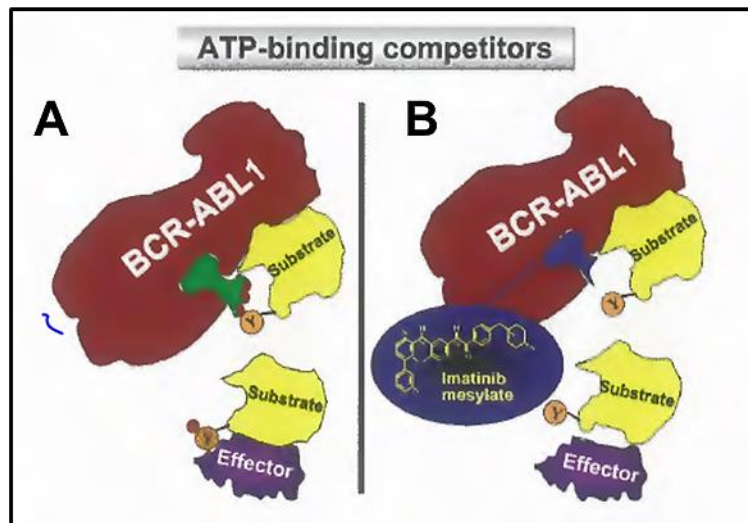 ATP-binding competitors
A
B
BCR-ABL1
Substrate
Y
Substrate
Y
Effector
BCR-ABL1
Substrate
Y
Imatinib
mesylate
Substrate
Y
Effector